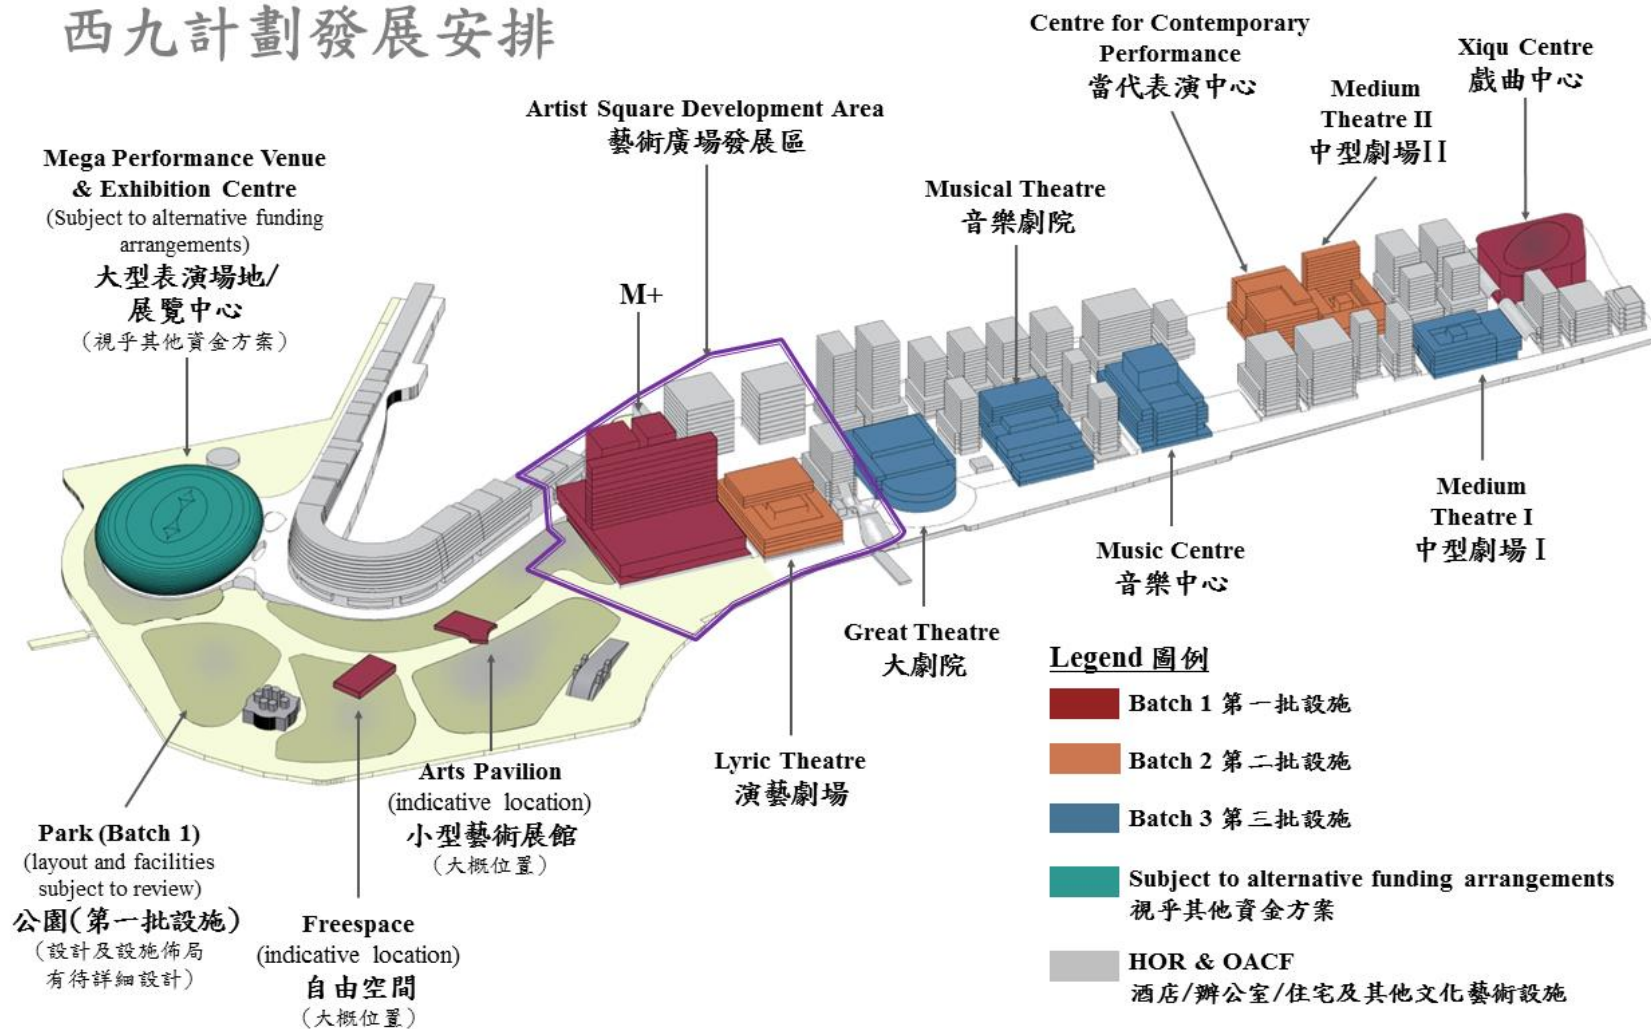 西九計劃發展安排
Centre for Contemporary
Performance
當代表演中心
Xiqu Centre
戲曲中心
Medium
Theatre II
中型劇場II
Artist Square Development Area
藝術廣場發展區
Mega Performance Venue
& Exhibition Centre
(Subject to alternative funding
arrangements)
大型表演場地/
展覽中心
(視乎其他資金方案)
Musical Theatre
音樂劇院
M+
Medium
Theatre I
中型劇場 I
Music Centre
音樂中心
Great Theatre
大劇院
Lyric Theatre
演藝劇場
Arts Pavilion
(indicative location)
小型藝術展館
(大概位置)
Park (Batch 1)
(layout and facilities
subject to review)
公園(第一批設施)
(設計及設施佈局
有待詳細設計)
Freespace
(indicative location)
自由空間
(大概位置)
Legend 圖例
Batch 1 第一批設施
Batch 2 第二批設施
Batch 3 第三批設施
Subject to alternative funding arrangements
視乎其他資金方案
HOR & OACF
酒店/辦公室/住宅及其他文化藝術設施